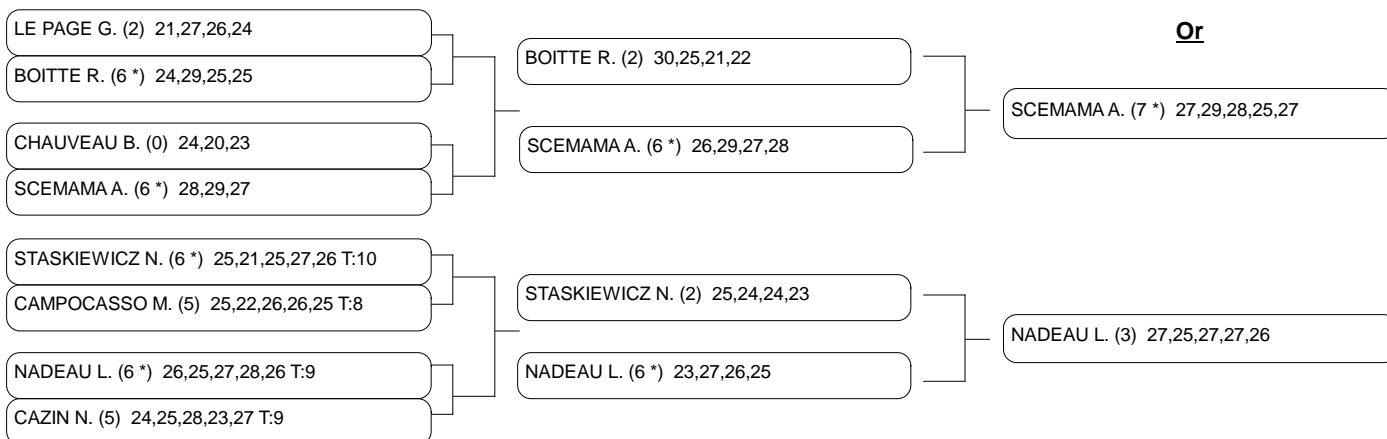 LE PAGE G. (2) 21,27,26,24
BOITTE R. (6 *) 24,29,25,25
CHAUVEAU B. (0) 24,20,23
SCEMAMA A. (6 *) 28,29,27
STASKIEWICZ N. (6 *) 25,21,25,27,26 T:10
CAMPOCASSO M. (5) 25,22,26,26,25 T:8
NADEAU L. (6 *) 26,25,27,28,26 T:9
CAZIN N. (5) 24,25,28,23,27 T:9
BOITTE R. (2) 30,25,21,22
SCEMAMA A. (6 *) 26,29,27,28
STASKIEWICZ N. (2) 25,24,24,23
NADEAU L. (6 *) 23,27,26,25
Or
SCEMAMA A. (7 *) 27,29,28,25,27
NADEAU L. (3) 27,25,27,27,26